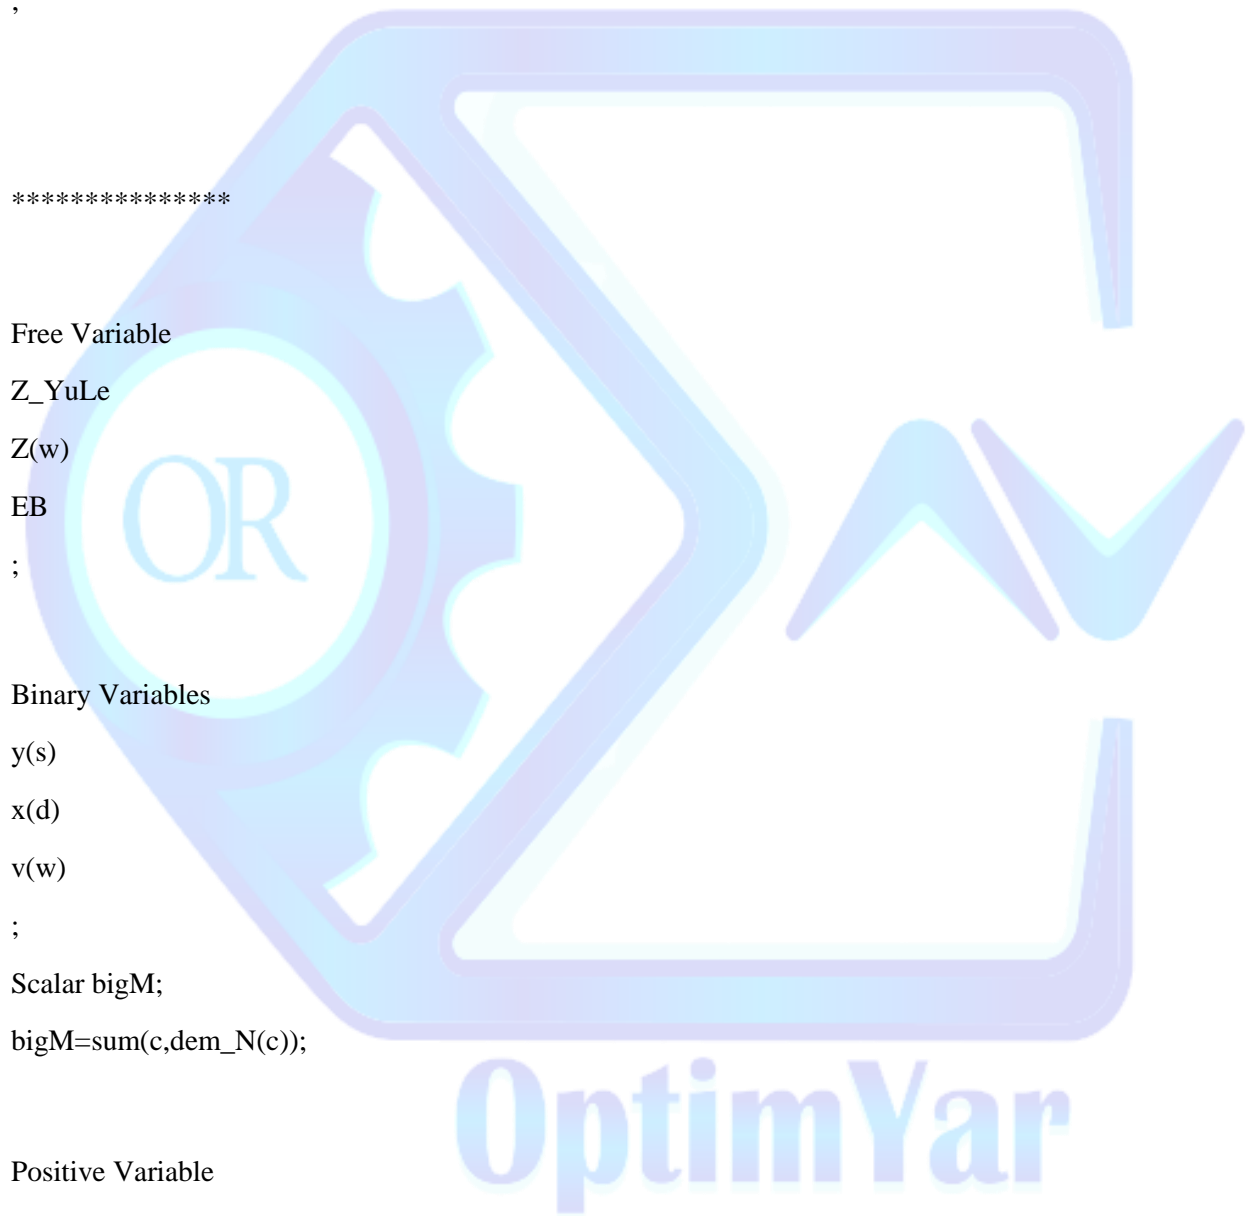 ;
***************
Free Variable
Z_YuLe
Z(w)
EB
;
Binary Variables
y(s)
x(d)
v(w)
;
Scalar bigM;
bigM=sum(c,dem_N(c));
Positive Variable
OR
OptimYar